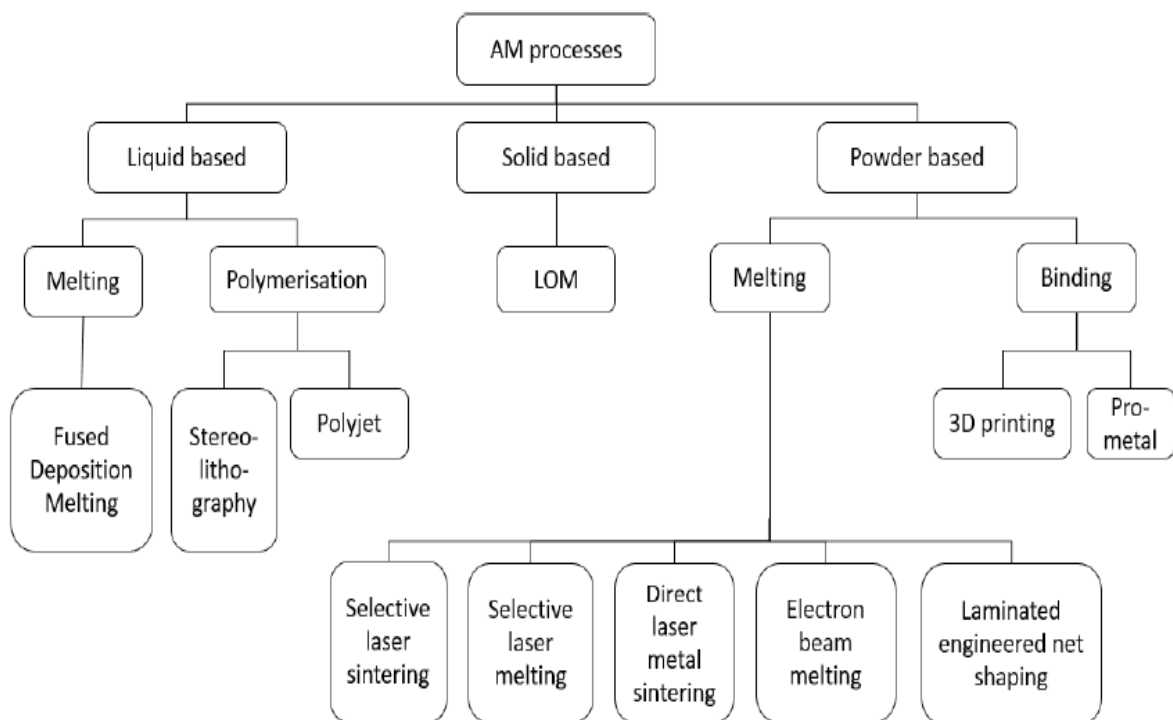 AM processes
Liquid based
Solid based
Powder based
Melting
Polymerisation
LOM
Melting
Binding
Fused
Deposition
Melting
Stereo-
litho-
graphy
Polyjet
3D printing
Pro-
metal
Selective
laser
sintering
Selective
laser
melting
Direct
laser
metal
sintering
Electron
beam
melting
Laminated
engineered net
shaping